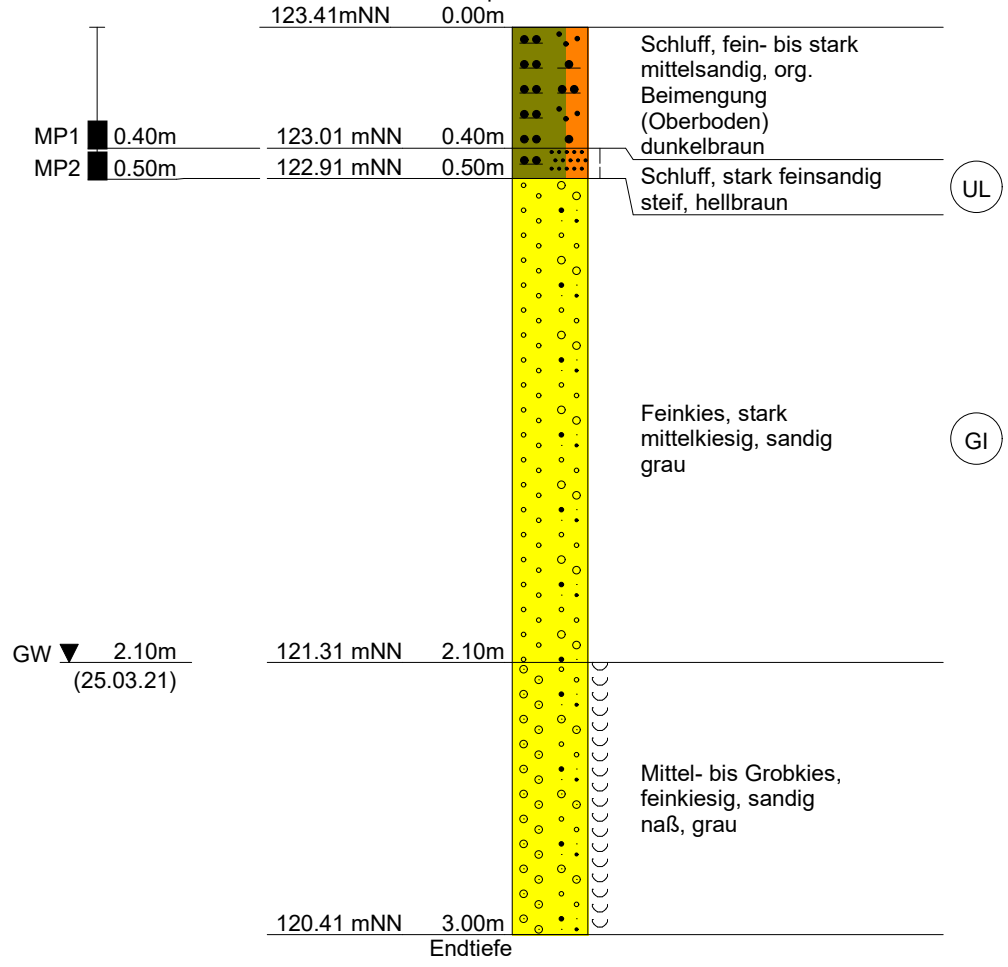 123.41mNN 0.00m
Schluff, fein- bis stark
mittelsandig, org.
Beimengung
(Oberboden)
dunkelbraun
MP1 0.40m 123.01 mNN 0.40m
MP2 0.50m 122.91 mNN 0.50m
Schluff, stark feinsandig
steif, hellbraun
UL
Feinkies, stark
mittelkiesig, sandig
grau
GI
GW 2.10m 121.31 mNN 2.10m
(25.03.21)
Mittel- bis Grobkies,
feinkiesig, sandig
naß, grau
120.41 mNN 3.00m
Endtiefe